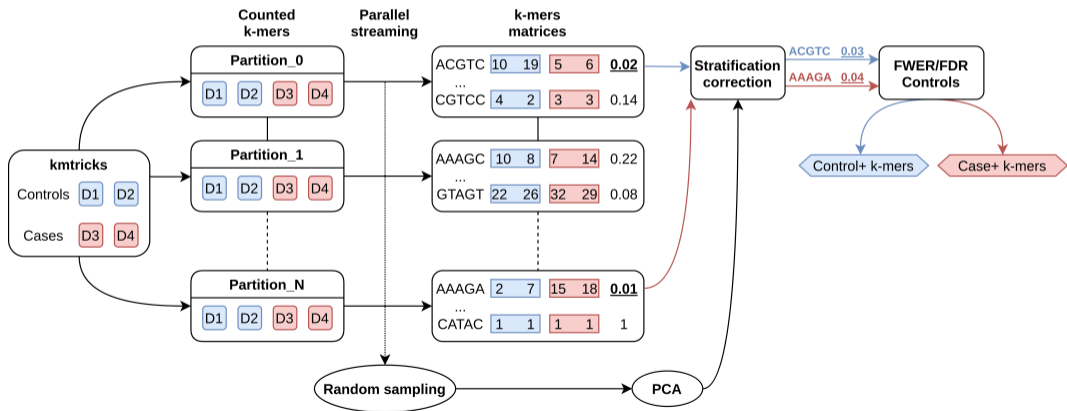 Counted
k-mers
Parallel
streaming
k-mers
matrices
kmtricks
Controls D1 D2
Cases D3 D4
Partition_0
D1 D2 D3 D4
Partition_1
D1 D2 D3 D4
Partition_N
D1 D2 D3 D4
ACGTC 10 19 5 6 0.02
...
CGTCC 4 2 3 3 0.14
AAAGC 10 8 7 14 0.22
...
GTAGT 22 26 32 29 0.08
AAAGA 2 7 15 18 0.01
...
CATAC 1 1 1 1 1
Random sampling
PCA
Stratification
correction
ACGTC 0.03
AAAGA 0.04
FWER/FDR
Controls
Control+ k-mers
Case+ k-mers